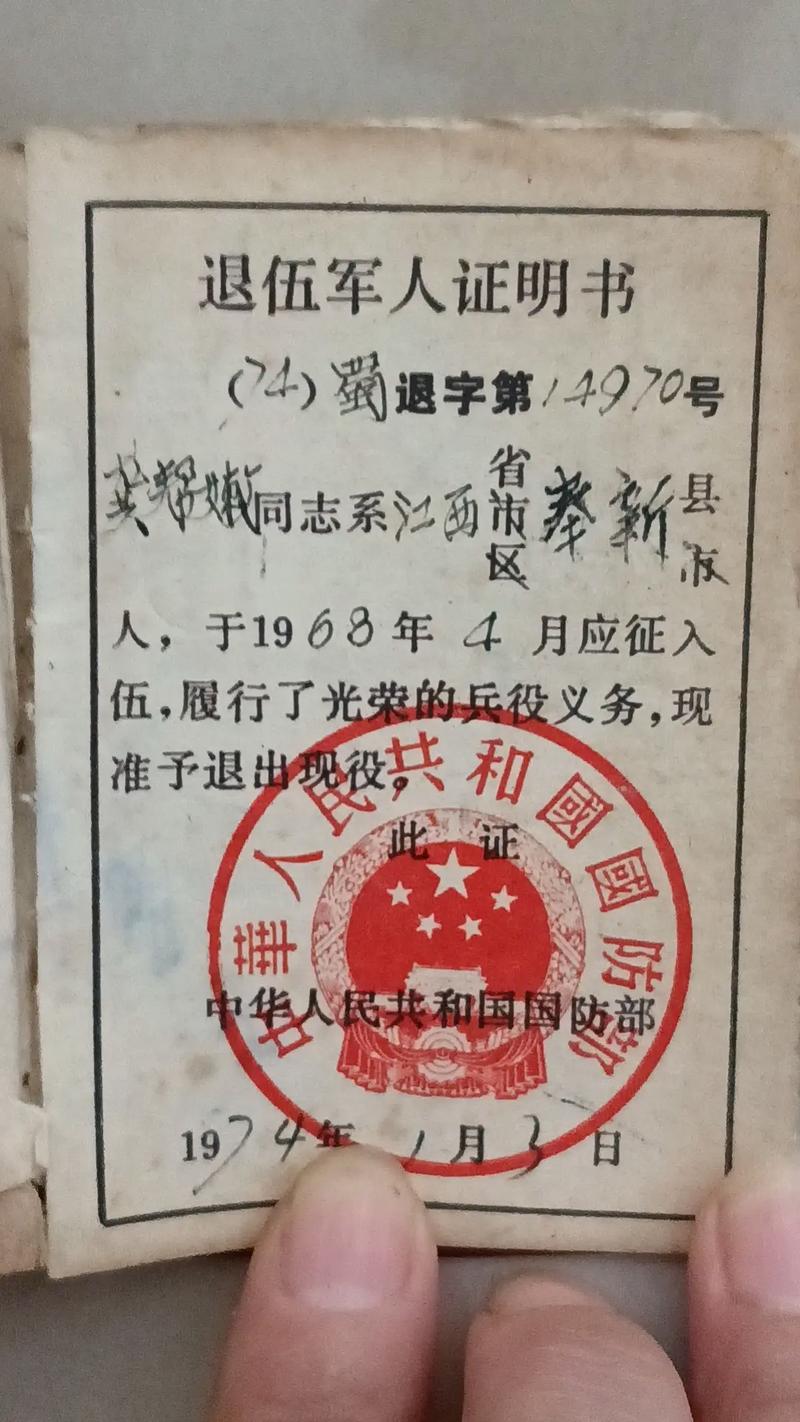 退伍军人证明书
(74)蜀退字第14970号
同志系江西省市区奉新县市
人，于1968年4月应征入
伍，履行了光荣的兵役义务，现
准予退出现役。
此证
中华人民共和国国防部
1974年1月3日
中華人民共和國國防部